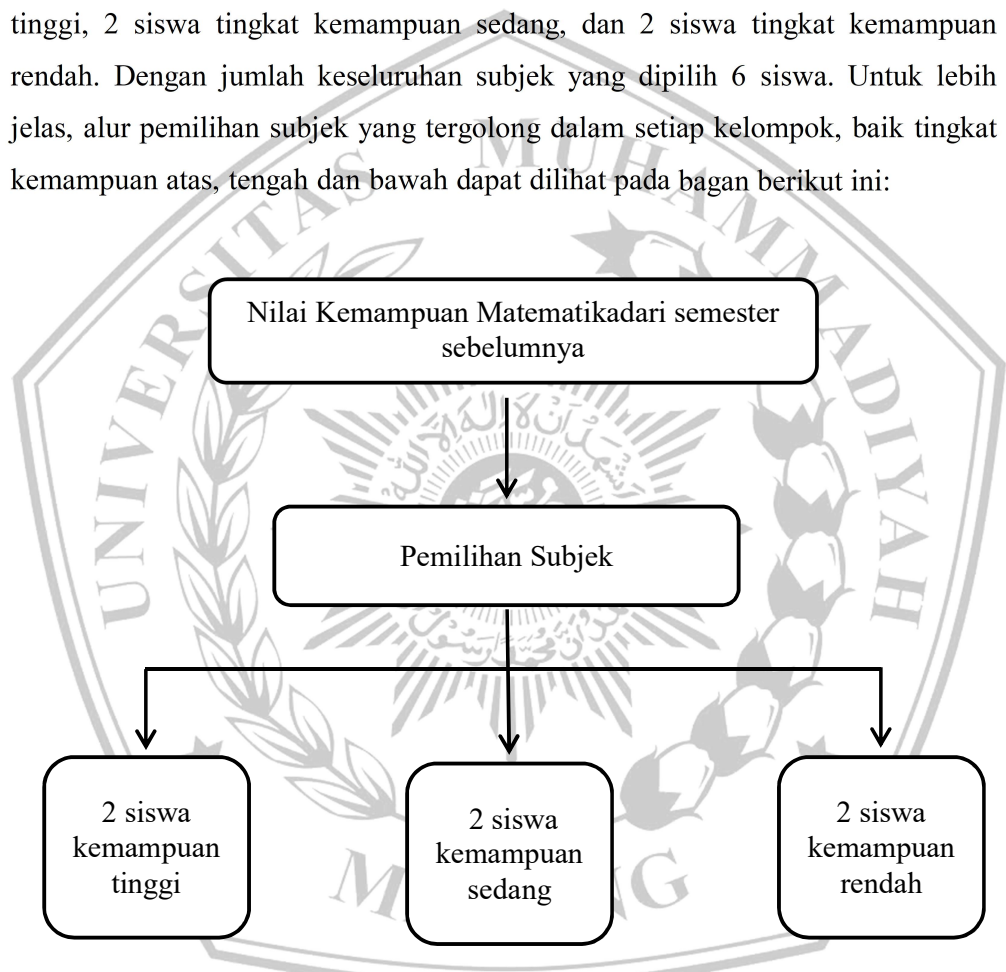 tinggi, 2 siswa tingkat kemampuan sedang, dan 2 siswa tingkat kemampuan
rendah. Dengan jumlah keseluruhan subjek yang dipilih 6 siswa. Untuk lebih
jelas, alur pemilihan subjek yang tergolong dalam setiap kelompok, baik tingkat
kemampuan atas, tengah dan bawah dapat dilihat pada bagan berikut ini:
UNIVERSITAS MUHAMMADIYAH
Nilai Kemampuan Matematikadari semester
sebelumnya
Pemilihan Subjek
2 siswa
kemampuan
tinggi
2 siswa
kemampuan
sedang
2 siswa
kemampuan
rendah